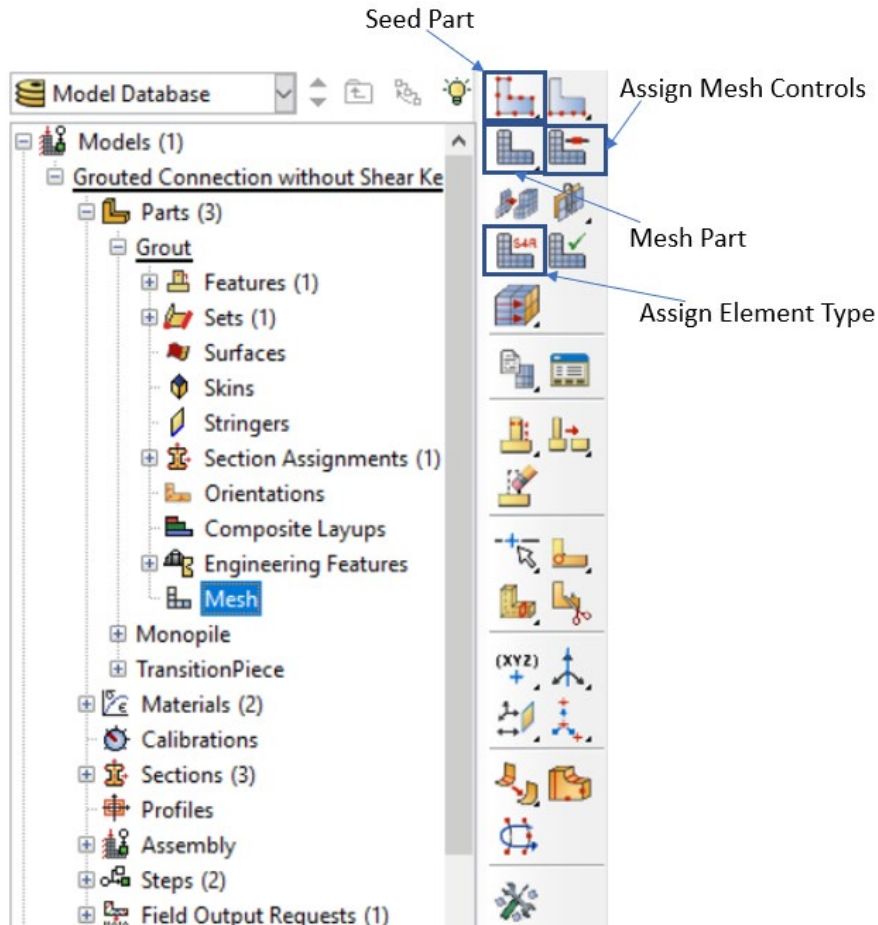 Seed Part
Model Database
Assign Mesh Controls
Models (1)
Grouted Connection without Shear Ke
Parts (3)
Grout
Features (1)
Sets (1)
Surfaces
Skins
Stringers
Section Assignments (1)
Orientations
Composite Layups
Engineering Features
Mesh
Monopile
TransitionPiece
Materials (2)
Calibrations
Sections (3)
Profiles
Assembly
Steps (2)
Field Output Requests (1)
Mesh Part
S4R
Assign Element Type
(XYZ)